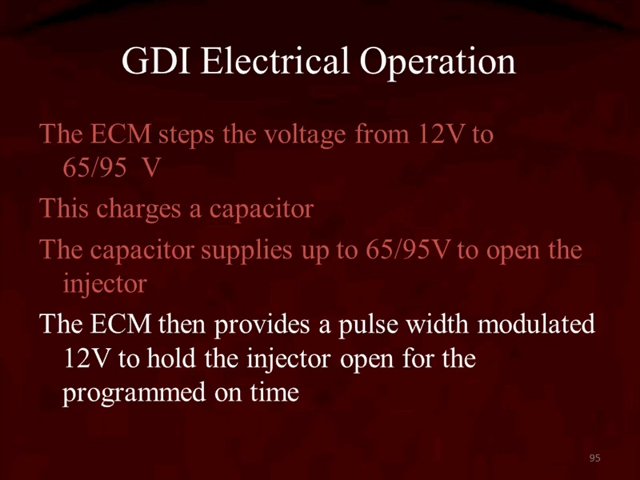 GDI Electrical Operation
The ECM steps the voltage from 12V to
65/95 V
This charges a capacitor
The capacitor supplies up to 65/95V to open the
injector
The ECM then provides a pulse width modulated
12V to hold the injector open for the
programmed on time
95